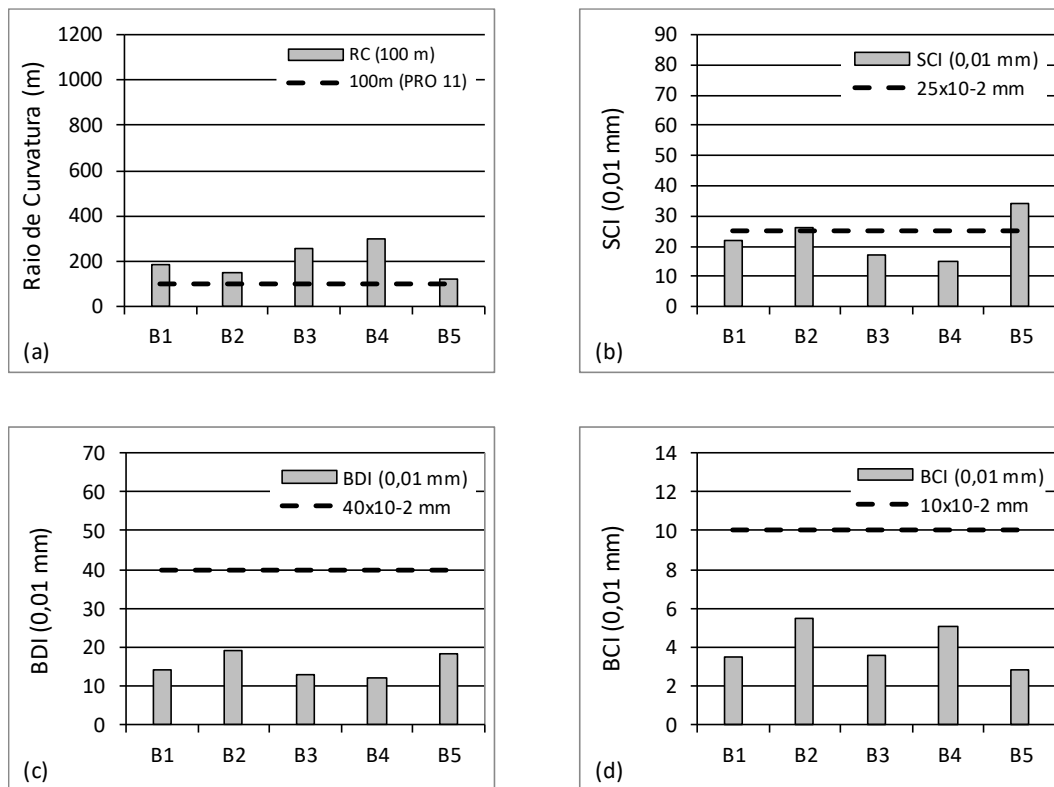 Raio de Curvatura (m)
1200
1000
800
600
400
200
0
RC (100 m)
100m (PRO 11)
B1 B2 B3 B4 B5
(a)
SCI (0,01 mm)
90
80
70
60
50
40
30
20
10
0
SCI (0,01 mm)
25x10-2 mm
B1 B2 B3 B4 B5
(b)
BDI (0,01 mm)
70
60
50
40
30
20
10
0
BDI (0,01 mm)
40x10-2 mm
B1 B2 B3 B4 B5
(c)
BCI (0,01 mm)
14
12
10
8
6
4
2
0
BCI (0,01 mm)
10x10-2 mm
B1 B2 B3 B4 B5
(d)